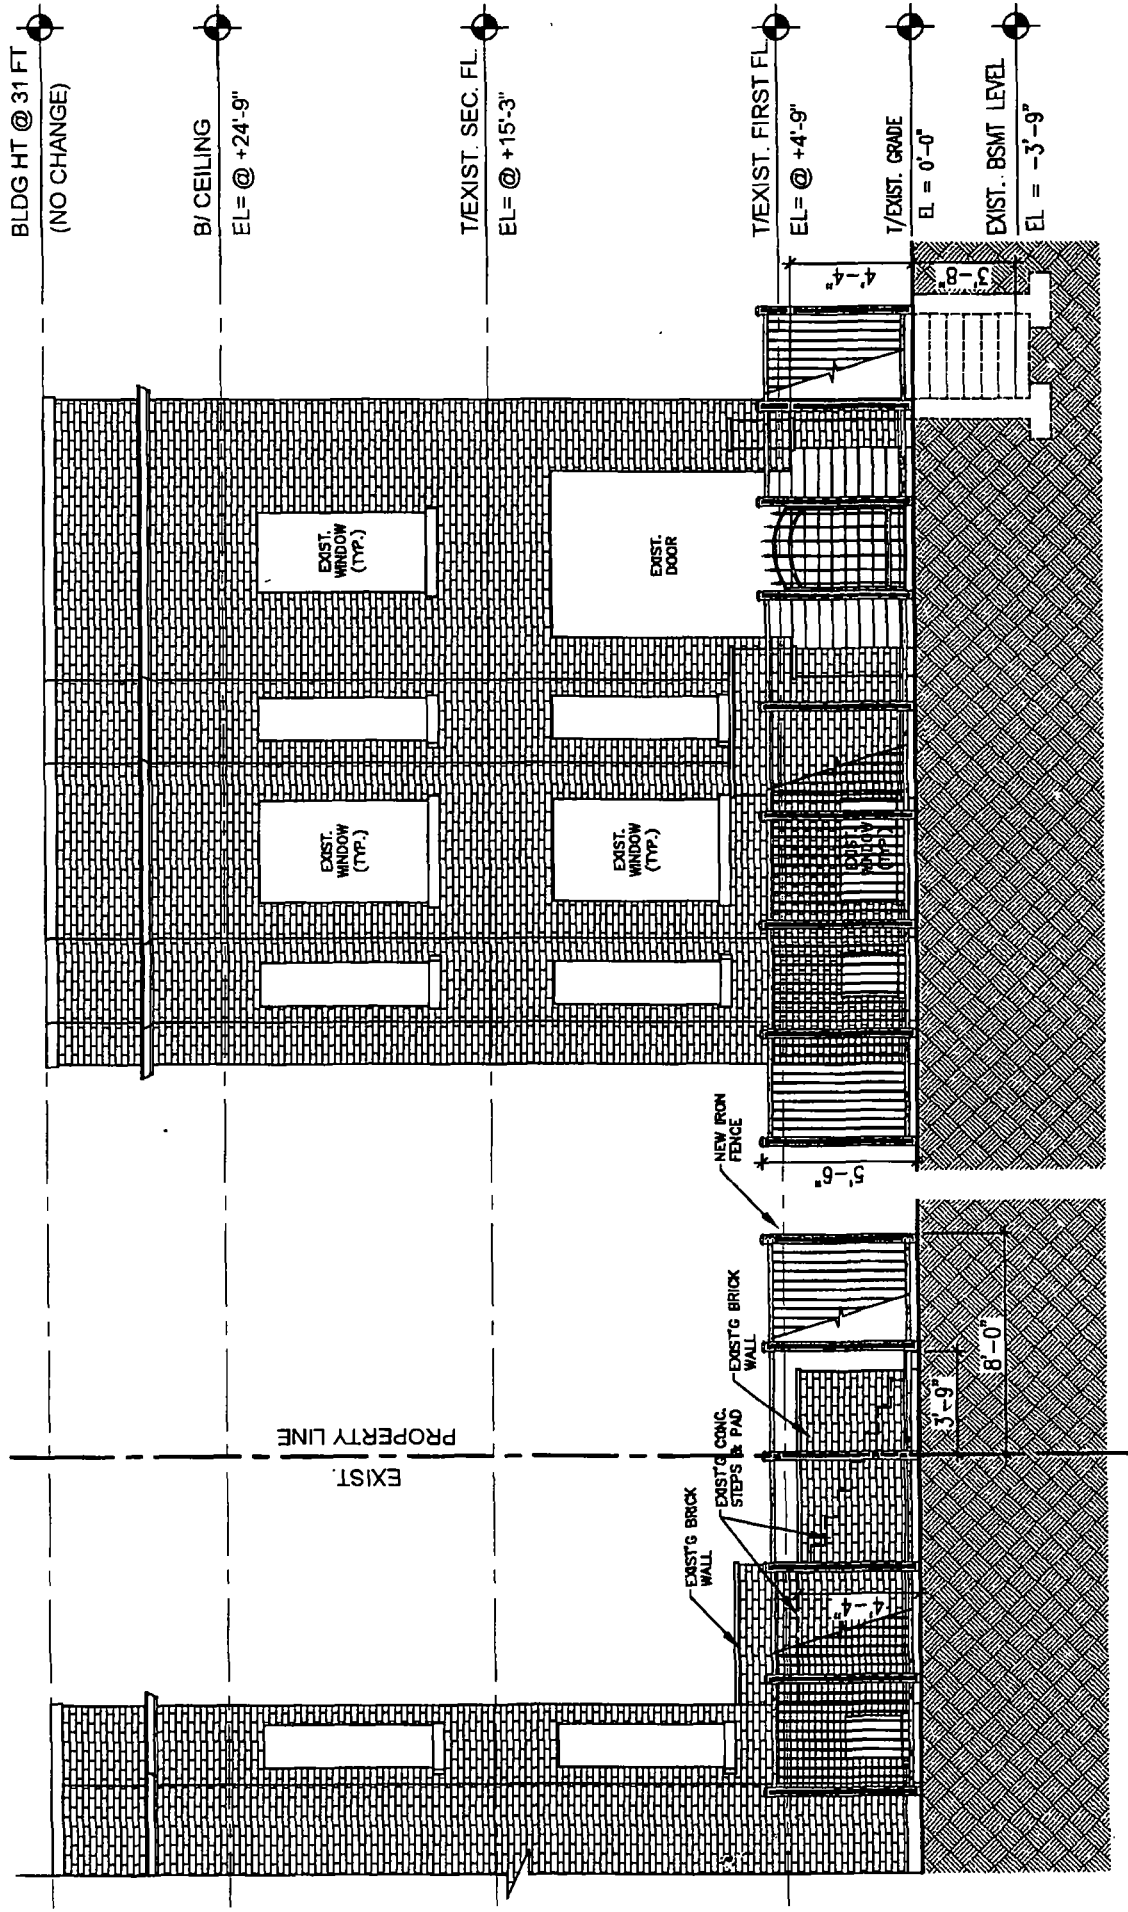 BLDG HT @ 31 FT
(NO CHANGE)
B/ CEILING
EL= @ +24'-9"
T/EXIST. SEC. FL.
EL= @ +15'-3"
T/EXIST. FIRST FL.
EL= @ +4'-9"
T/EXIST. GRADE
EL = 0'-0"
EXIST.. BSMT LEVEL
EL = -3'-9"
4'-4"
3'-8"
EXIST.
WINDOW
(TYP.)
EXIST.
DOOR
EXIST.
WINDOW
(TYP.)
EXIST.
WINDOW
(TYP.)
EXIST.
WINDOW
(TYP.)
NEW IRON
FENCE
5'-6"
EXIST'G BRICK
WALL
EXIST'G CONC.
STEPS & PAD
EXIST'G BRICK
WALL
8'-0"
3'-9"
4'-4"
PROPERTY LINE
EXIST.